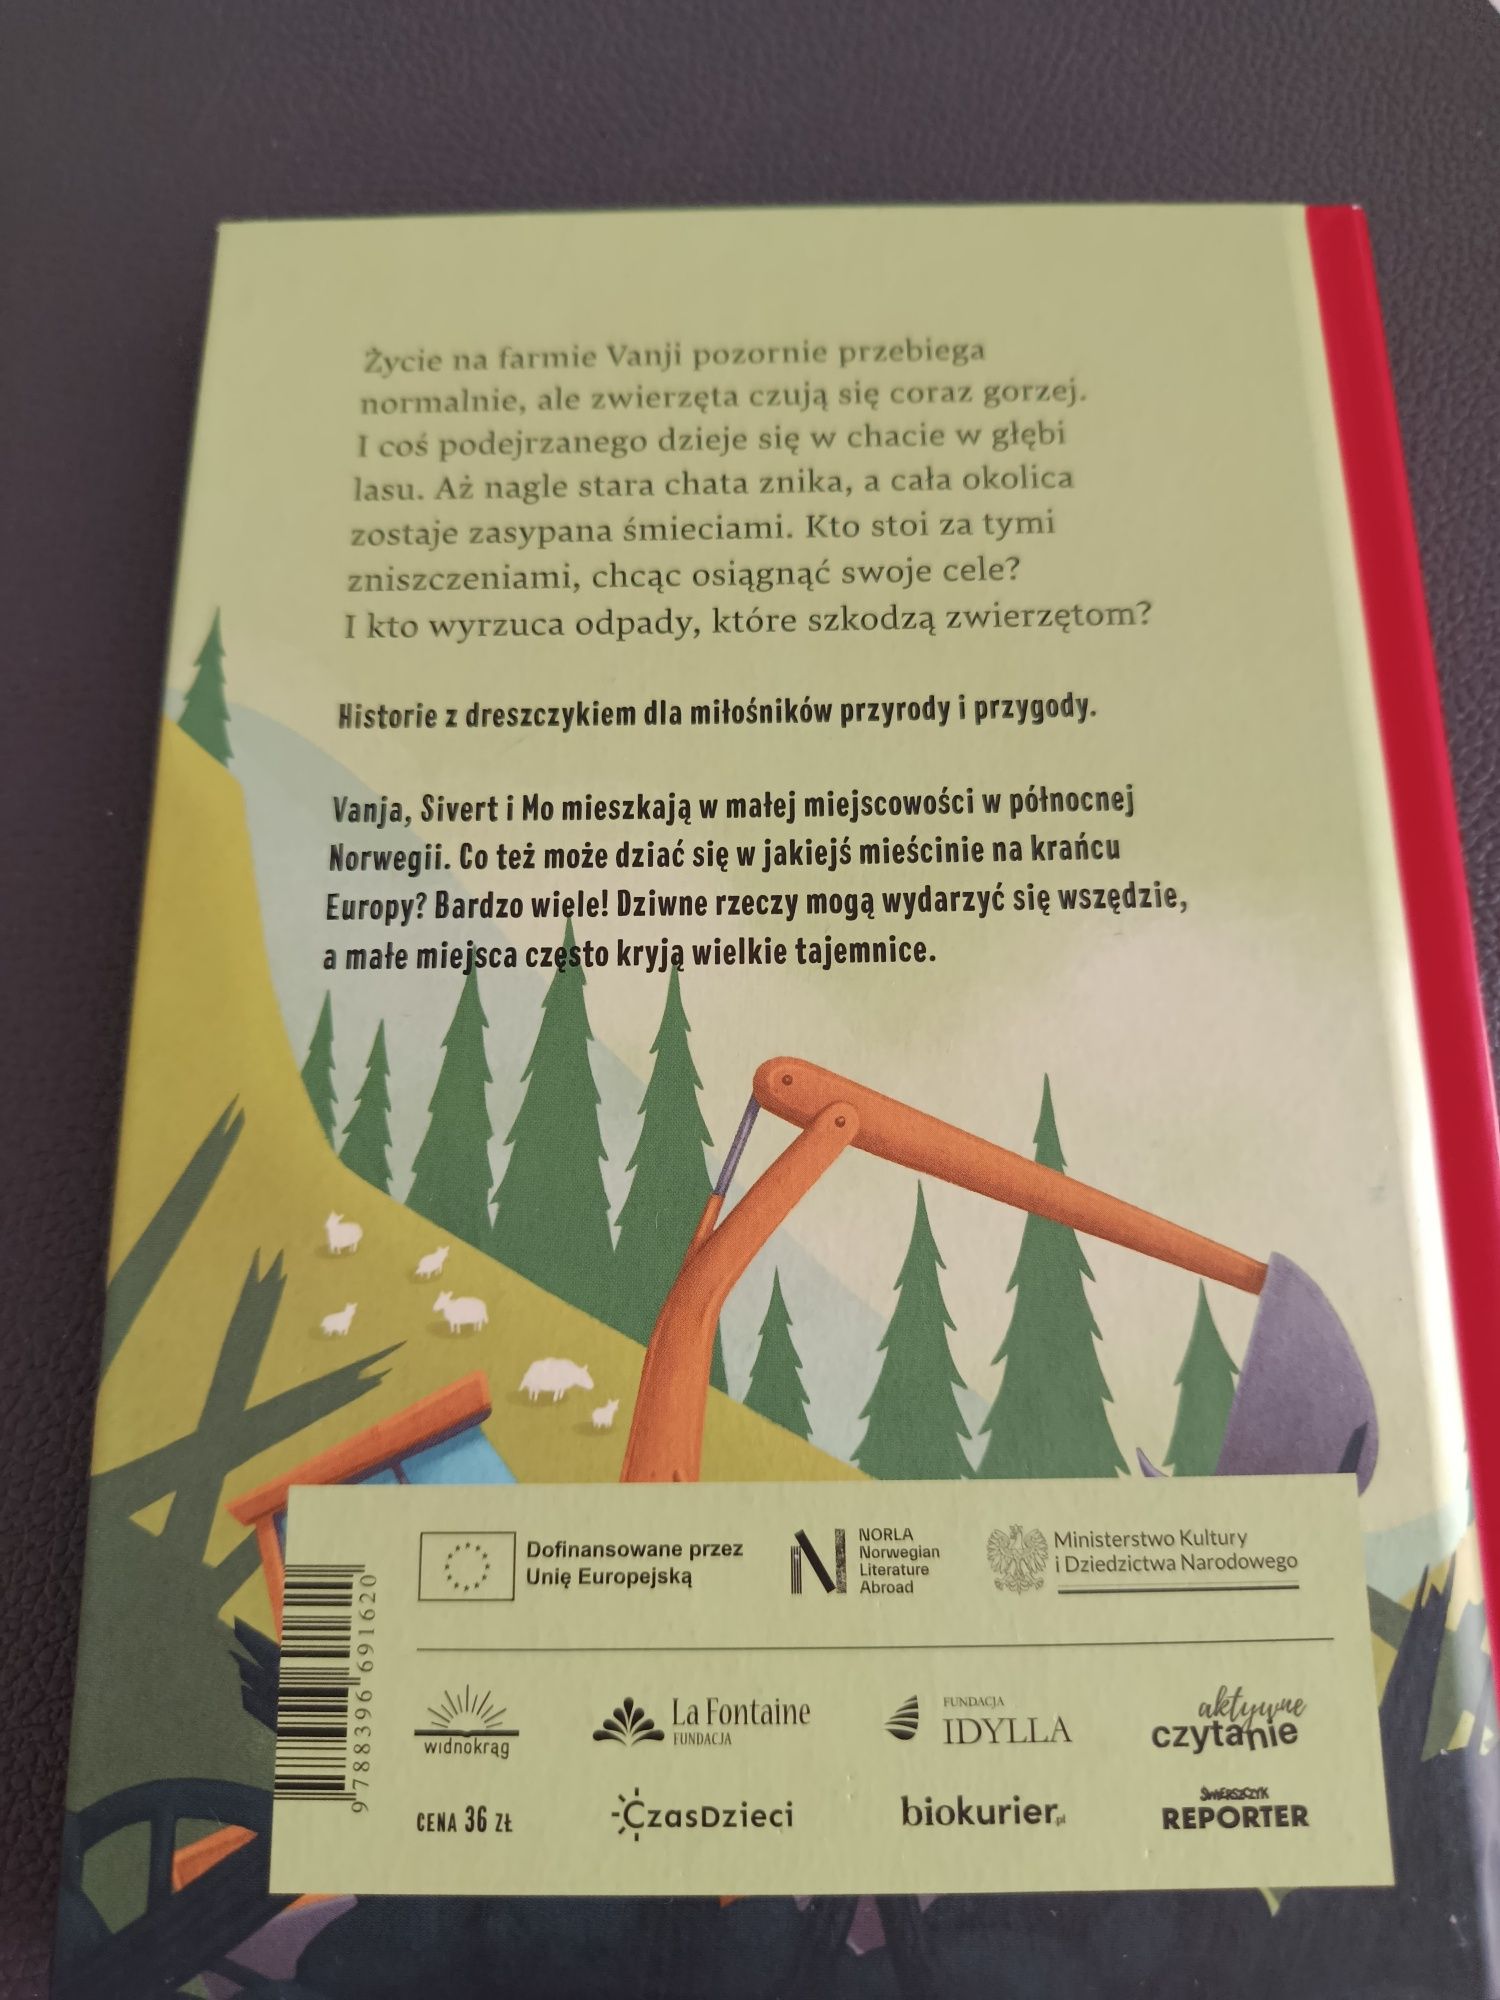 Życie na farmie Vanji pozornie przebiega
normalnie, ale zwierzęta czują się coraz gorzej.
I coś podejrzanego dzieje się w chacie w głębi
lasu. Aż nagle stara chata znika, a cała okolica
zostaje zasypana śmieciami. Kto stoi za tymi
zniszczeniami, chcąc osiągnąć swoje cele?
I kto wyrzuca odpady, które szkodzą zwierzętom?
Historie z dreszczykiem dla miłośników przyrody i przygody.
Vanja, Sivert i Mo mieszkają w małej miejscowości w północnej
Norwegii. Co też może dziać się w jakiejś mieścinie na krańcu
Europy? Bardzo wiele! Dziwne rzeczy mogą wydarzyć się wszędzie,
a małe miejsca często kryją wielkie tajemnice.
Dofinansowane przez
Unię Europejską
NORLA
Norwegian
Literature
Abroad
Ministerstwo Kultury
i Dziedzictwa Narodowego
9 788396 691620
widnokrąg
La Fontaine
FUNDACJA
FUNDACJA
IDYLLA
aktywne
czytanie
CENA 36 ZŁ
CzasDzieci
biokurier.pl
ŚWIERSZCZYK
REPORTER